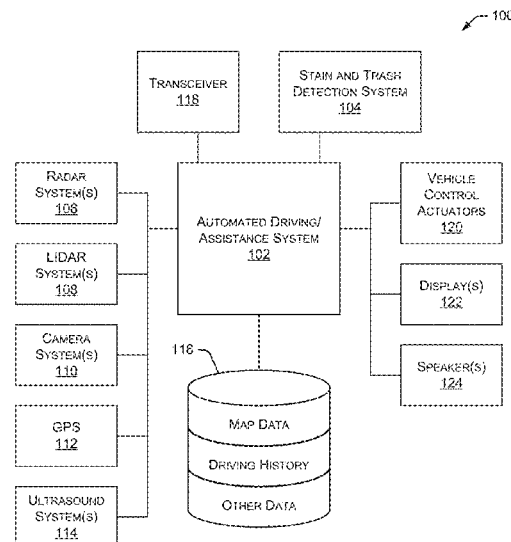 100
TRANSCEIVER
118
STAIN AND TRASH
DETECTION SYSTEM
104
RADAR
SYSTEM(S)
106
LIDAR
SYSTEM(S)
108
CAMERA
SYSTEM(S)
110
GPS
112
ULTRASOUND
SYSTEM(S)
114
AUTOMATED DRIVING/
ASSISTANCE SYSTEM
102
116
MAP DATA
DRIVING HISTORY
OTHER DATA
VEHICLE
CONTROL
ACTUATORS
120
DISPLAY(S)
122
SPEAKER(S)
124